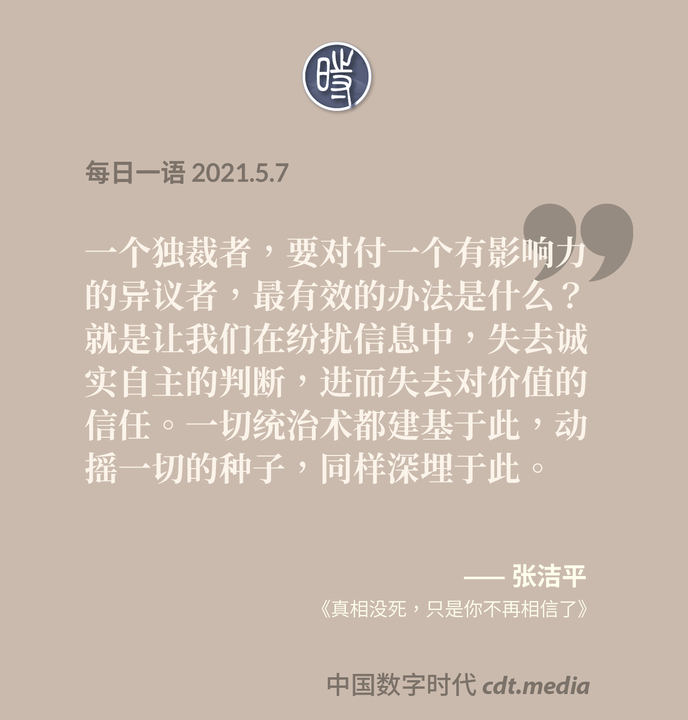 時
每日一语 2021.5.7
一个独裁者，要对付一个有影响力
的异议者，最有效的办法是什么？
就是让我们在纷扰信息中，失去诚
实自主的判断，进而失去对价值的
信任。一切统治术都建基于此，动
摇一切的种子，同样深埋于此。
—— 张洁平
《真相没死，只是你不再相信了》
中国数字时代 cdt.media